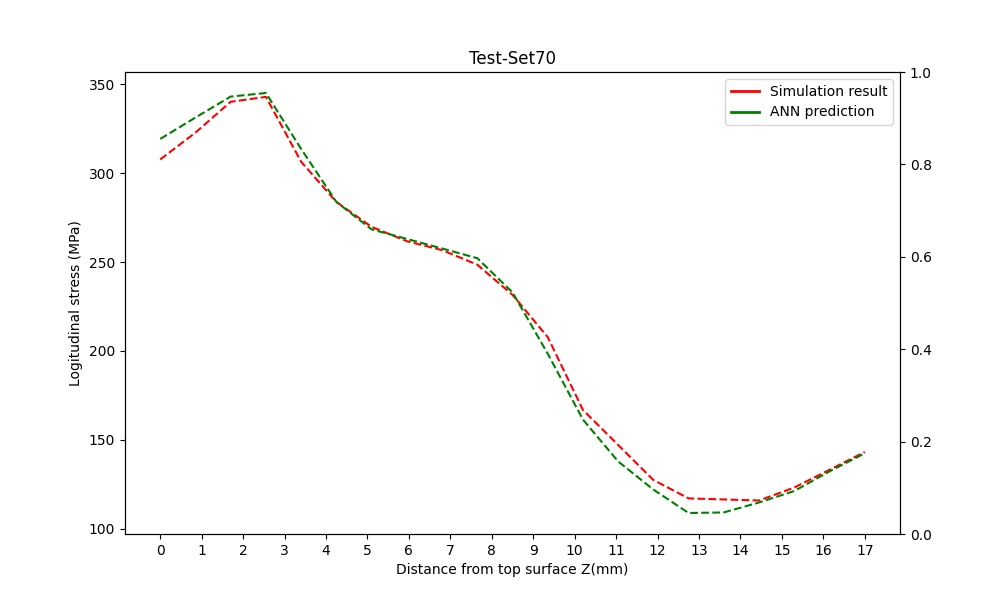 Test-Set70
Simulation result
ANN prediction
Logitudinal stress (MPa)
350
300
250
200
150
100
1.0
0.8
0.6
0.4
0.2
0.0
0 1 2 3 4 5 6 7 8 9 10 11 12 13 14 15 16 17
Distance from top surface Z(mm)